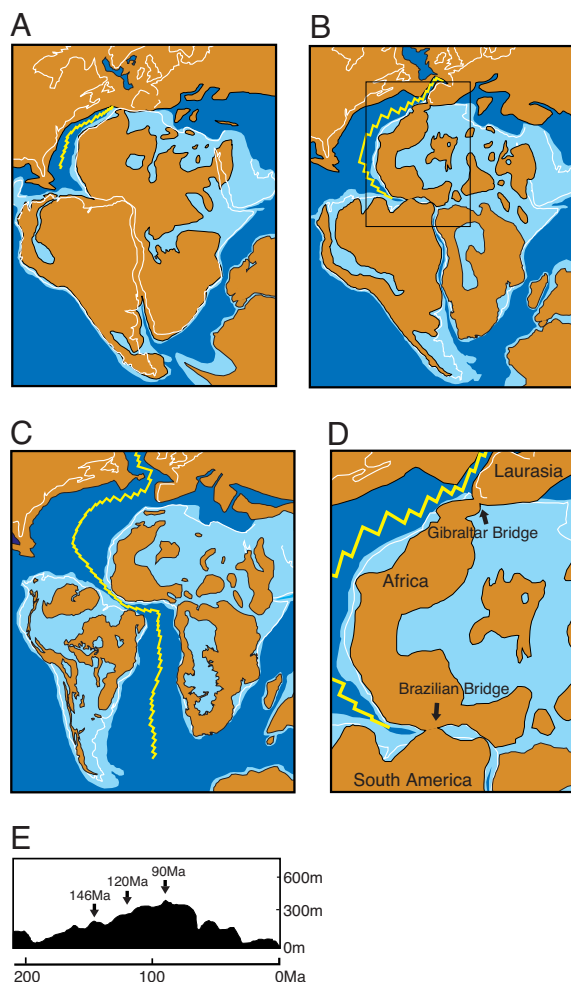 A
B
C
D
Laurasia
Gibraltar Bridge
Africa
Brazilian Bridge
South America
E
146Ma
120Ma
90Ma
600m
300m
0m
200
100
0Ma